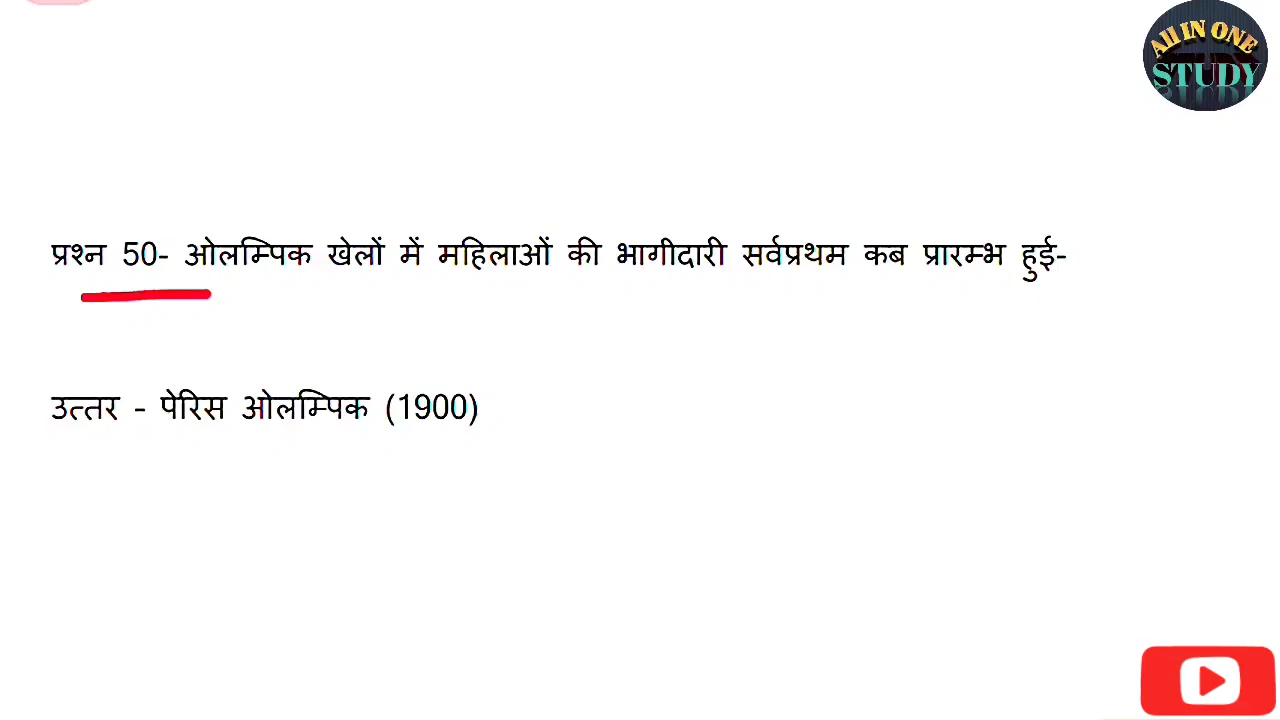 All IN ONE
STUDY
प्रश्न 50- ओलम्पिक खेलों में महिलाओं की भागीदारी सर्वप्रथम कब प्रारम्भ हुई-
उत्तर - पेरिस ओलम्पिक (1900)